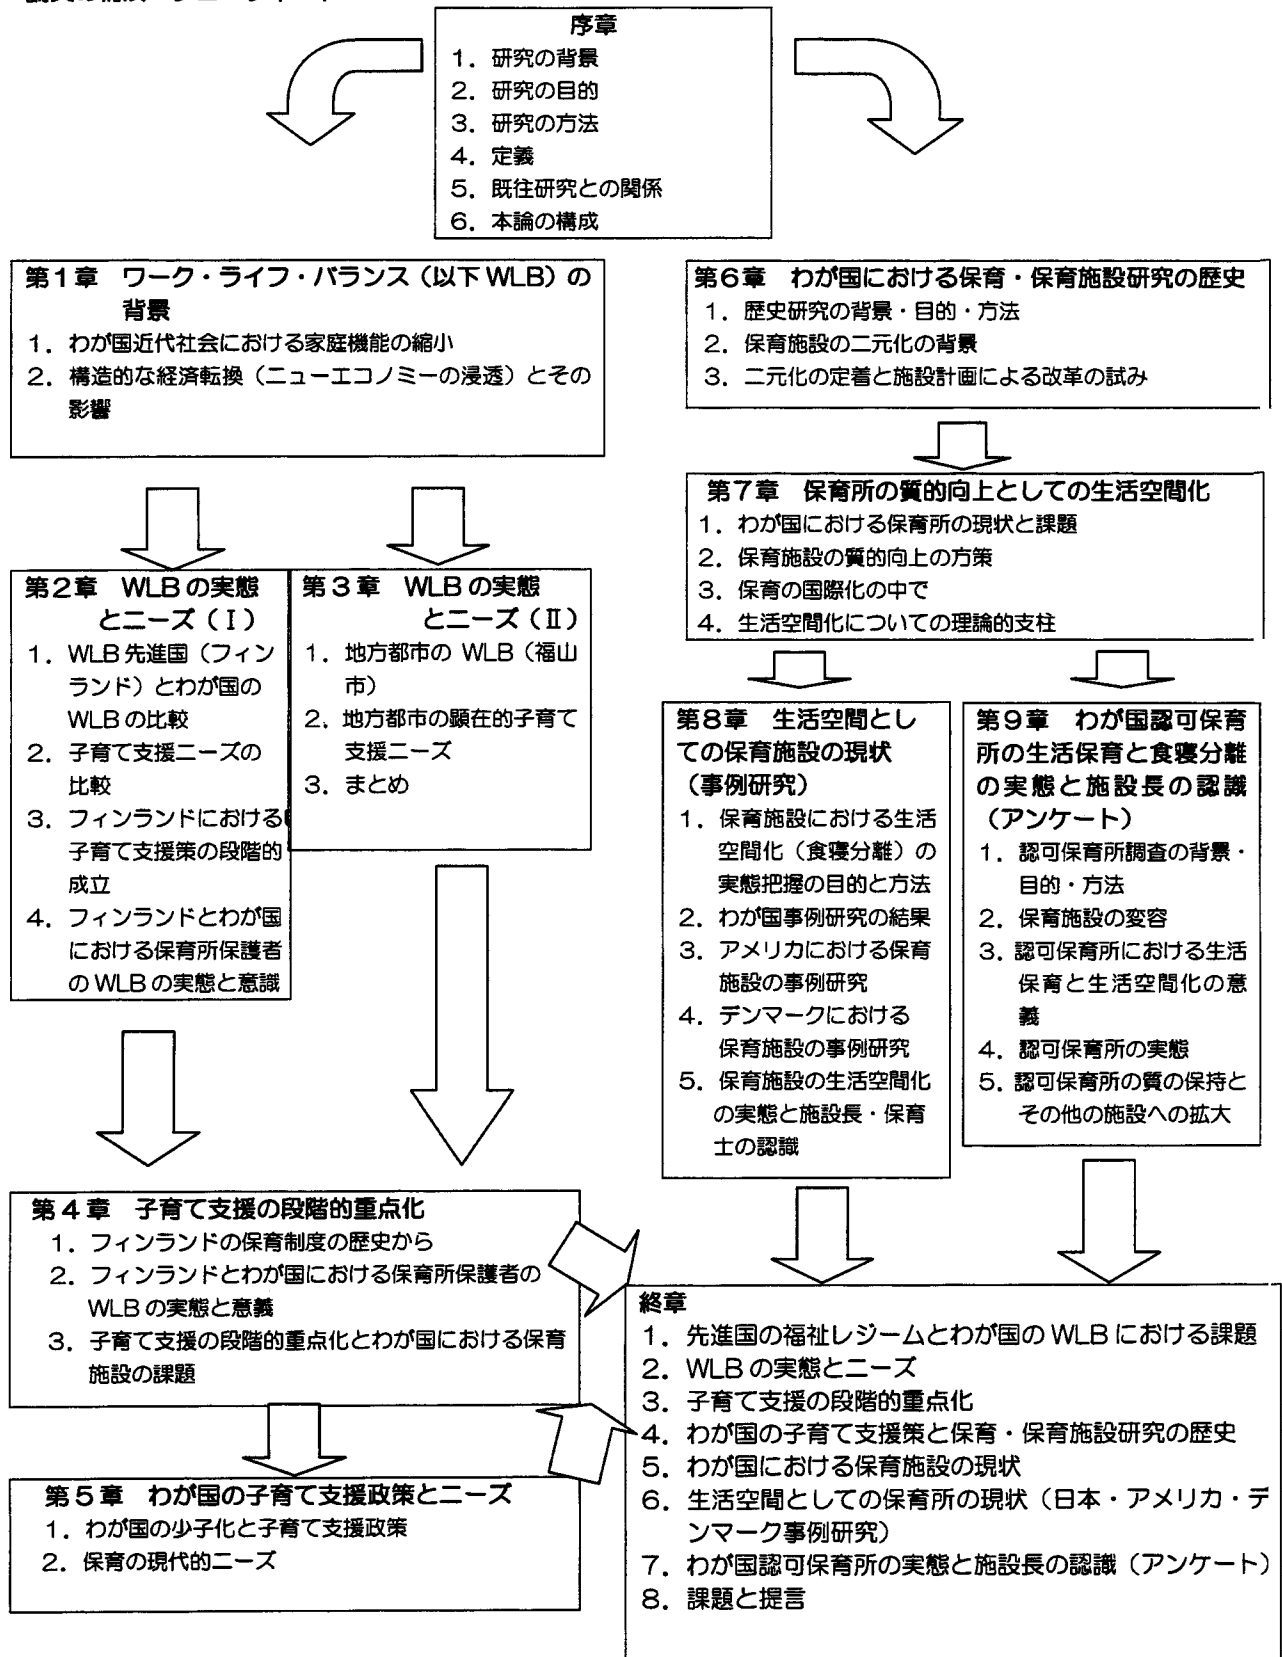 序章
1．研究の背景
2．研究の目的
3．研究の方法
4．定義
5．既往研究との関係
6．本論の構成
第1章　ワーク・ライフ・バランス（以下 WLB）の
背景
1．わが国近代社会における家庭機能の縮小
2．構造的な経済転換（ニューエコノミーの浸透）とその
影響
第2章　WLB の実態
とニーズ（Ⅰ）
1．WLB 先進国（フィン
ランド）とわが国の
WLB の比較
2．子育て支援ニーズの
比較
3．フィンランドにおける
子育て支援策の段階的
成立
4．フィンランドとわが国
における保育所保護者
の WLB の実態と意識
第3章　WLB の実態
とニーズ（Ⅱ）
1．地方都市の WLB（福山
市）
2．地方都市の顕在的子育て
支援ニーズ
3．まとめ
第4章　子育て支援の段階的重点化
1．フィンランドの保育制度の歴史から
2．フィンランドとわが国における保育所保護者の
WLB の実態と意義
3．子育て支援の段階的重点化とわが国における保育
施設の課題
第5章　わが国の子育て支援政策とニーズ
1．わが国の少子化と子育て支援政策
2．保育の現代的ニーズ
第6章　わが国における保育・保育施設研究の歴史
1．歴史研究の背景・目的・方法
2．保育施設の二元化の背景
3．二元化の定着と施設計画による改革の試み
第7章　保育所の質的向上としての生活空間化
1．わが国における保育所の現状と課題
2．保育施設の質的向上の方策
3．保育の国際化の中で
4．生活空間化についての理論的支柱
第8章　生活空間とし
ての保育施設の現状
（事例研究）
1．保育施設における生活
空間化（食寝分離）の
実態把握の目的と方法
2．わが国事例研究の結果
3．アメリカにおける保育
施設の事例研究
4．デンマークにおける
保育施設の事例研究
5．保育施設の生活空間化
の実態と施設長・保育
士の認識
第9章　わが国認可保育
所の生活保育と食寝分離
の実態と施設長の認識
（アンケート）
1．認可保育所調査の背景・
目的・方法
2．保育施設の変容
3．認可保育所における生活
保育と生活空間化の意
義
4．認可保育所の実態
5．認可保育所の質の保持と
その他の施設への拡大
終章
1．先進国の福祉レジームとわが国の WLB における課題
2．WLB の実態とニーズ
3．子育て支援の段階的重点化
4．わが国の子育て支援策と保育・保育施設研究の歴史
5．わが国における保育施設の現状
6．生活空間としての保育所の現状（日本・アメリカ・デ
ンマーク事例研究）
7．わが国認可保育所の実態と施設長の認識（アンケート）
8．課題と提言